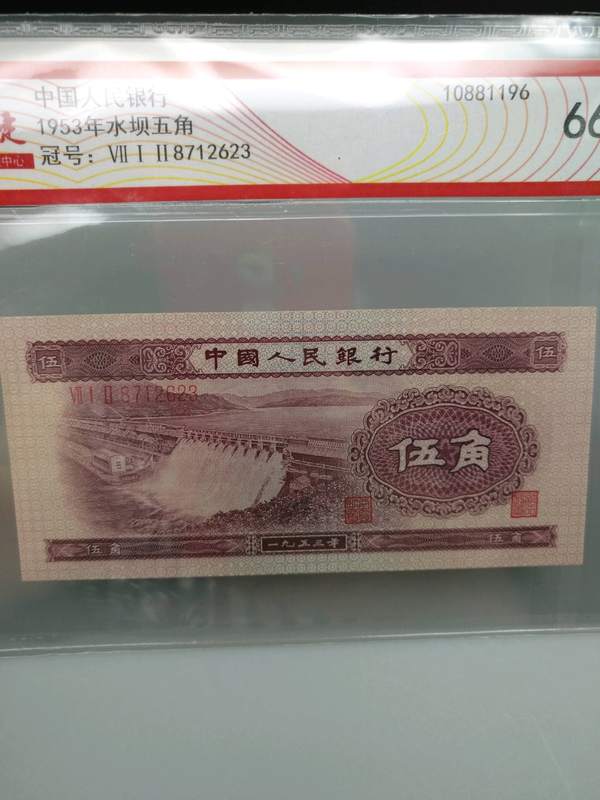 中国人民银行
1953年水坝五角
冠号：Ⅶ Ⅰ Ⅱ 8712623
中心
10881196
66
伍
中國人民銀行
伍
Ⅶ Ⅰ Ⅱ 8712623
伍角
伍角
一九五三年
伍角